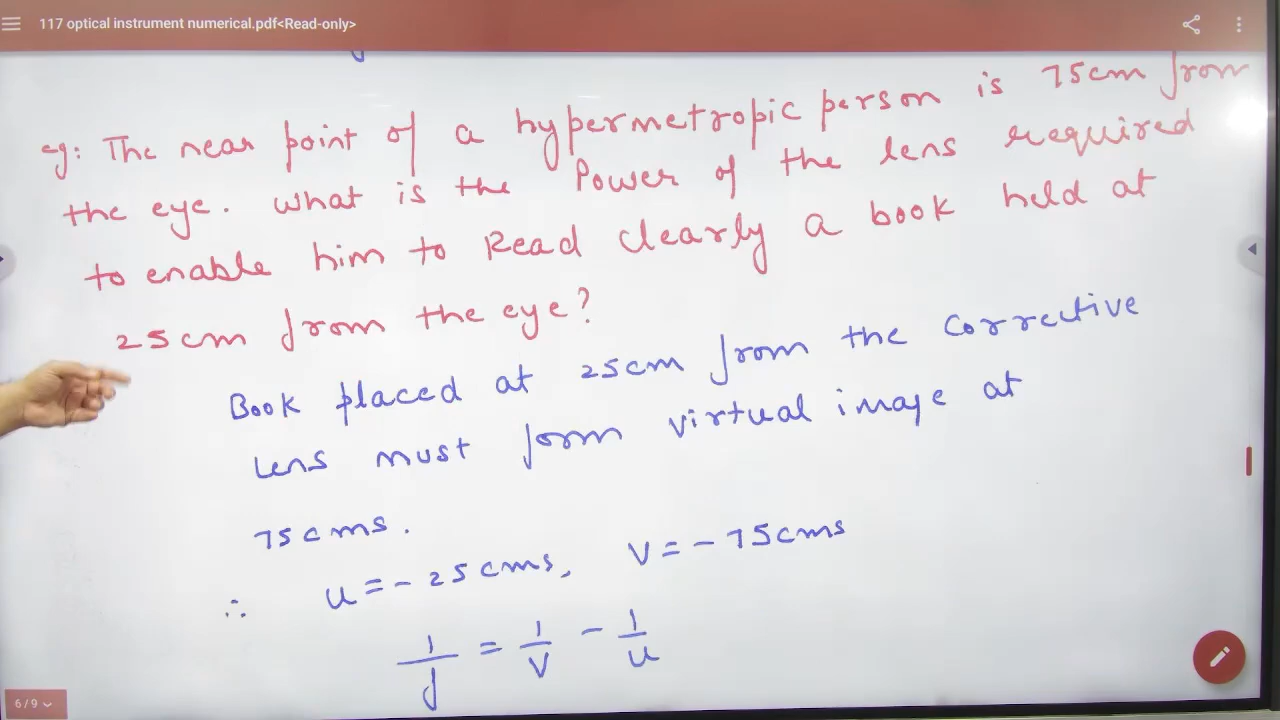 117 optical instrument numerical.pdf<Read-only>
eg: The near point of a hypermetropic person is 75cm from
the eye. What is the Power of the lens required
to enable him to Read clearly a book held at
25cm from the eye?
Book placed at 25cm from the corrective
lens must form virtual image at
75cms.
∴ u = -25cms, v = -75cms
1/f = 1/v - 1/u
6/9